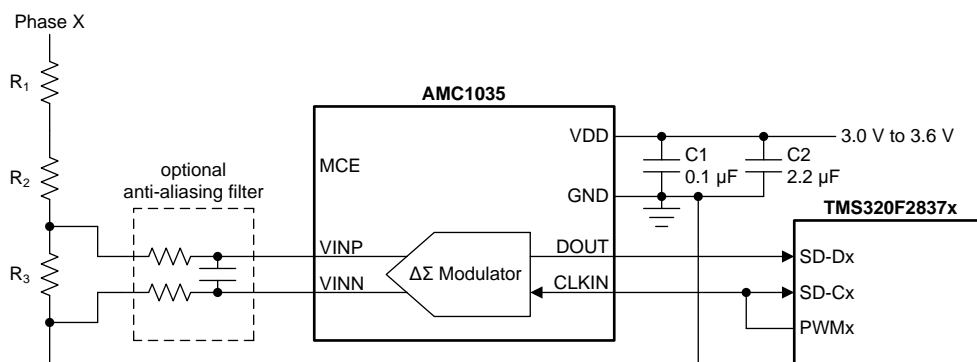 Phase X
R1
R2
R3
optional
anti-aliasing filter
AMC1035
MCE
VINP
VINN
ΔΣ Modulator
VDD
GND
DOUT
CLKIN
3.0 V to 3.6 V
C1
0.1 µF
C2
2.2 µF
TMS320F2837x
SD-Dx
SD-Cx
PWMx